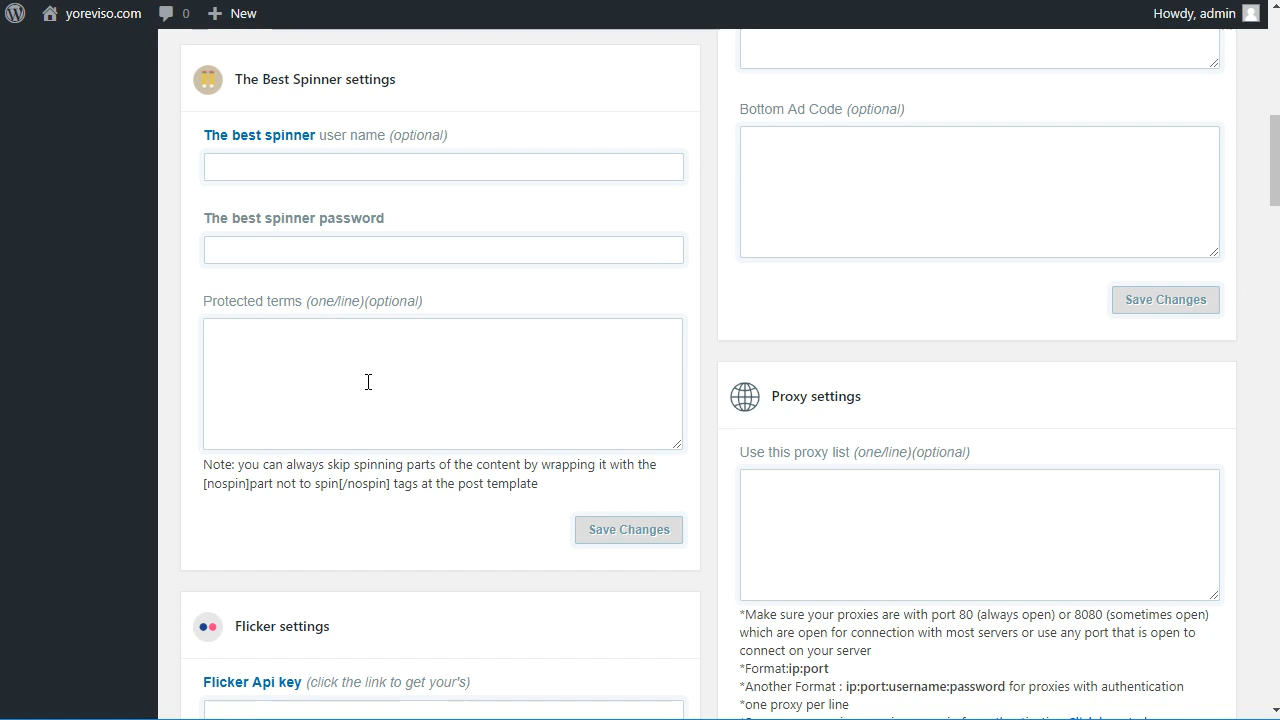 yoreviso.com 0 New Howdy, admin
The Best Spinner settings
The best spinner user name (optional)
The best spinner password
Protected terms (one/line)(optional)
Note: you can always skip spinning parts of the content by wrapping it with the
[nospin]part not to spin[/nospin] tags at the post template
Save Changes
Flicker settings
Flicker Api key (click the link to get your's)
Bottom Ad Code (optional)
Save Changes
Proxy settings
Use this proxy list (one/line)(optional)
*Make sure your proxies are with port 80 (always open) or 8080 (sometimes open)
which are open for connection with most servers or use any port that is open to
connect on your server
*Format:ip:port
*Another Format : ip:port:username:password for proxies with authentication
*one proxy per line